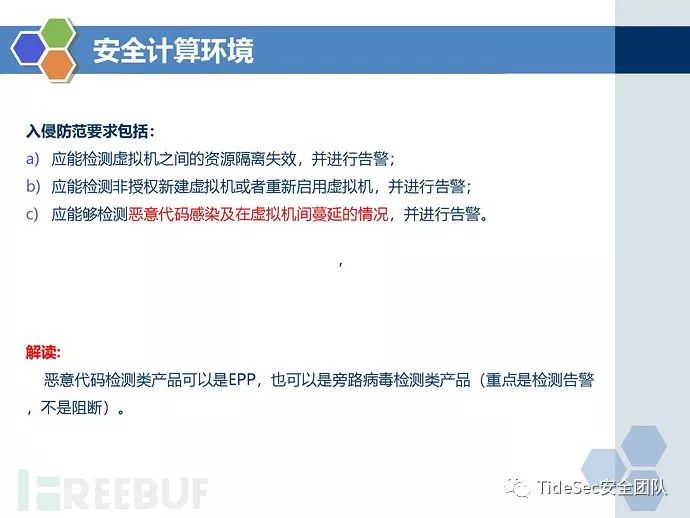 安全计算环境
入侵防范要求包括：
a) 应能检测虚拟机之间的资源隔离失效，并进行告警；
b) 应能检测非授权新建虚拟机或者重新启用虚拟机，并进行告警；
c) 应能够检测恶意代码感染及在虚拟机间蔓延的情况，并进行告警。
，
解读:
恶意代码检测类产品可以是EPP，也可以是旁路病毒检测类产品（重点是检测告警
，不是阻断）。
FREEBUF
TideSec安全团队